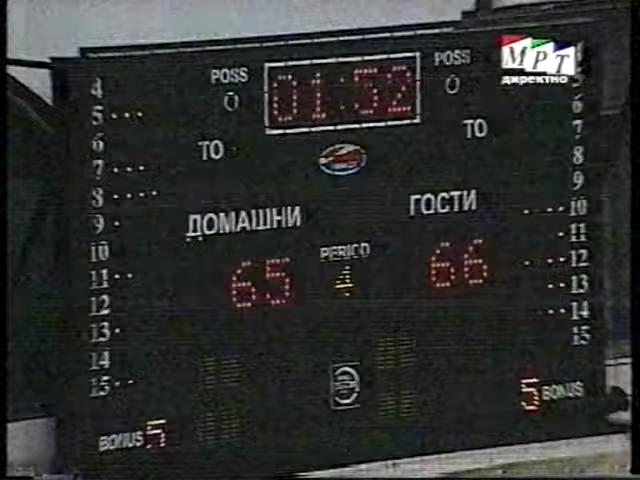 МРТ
директно
POSS 01:52 POSS
TO TO
ДОМАШНИ ГОСТИ
65 PERIOD 66
4
4
5
6
7
8
9
10
11
12
13
14
15
6
7
8
9
10
11
12
13
14
15
BONUS 5
5 BONUS